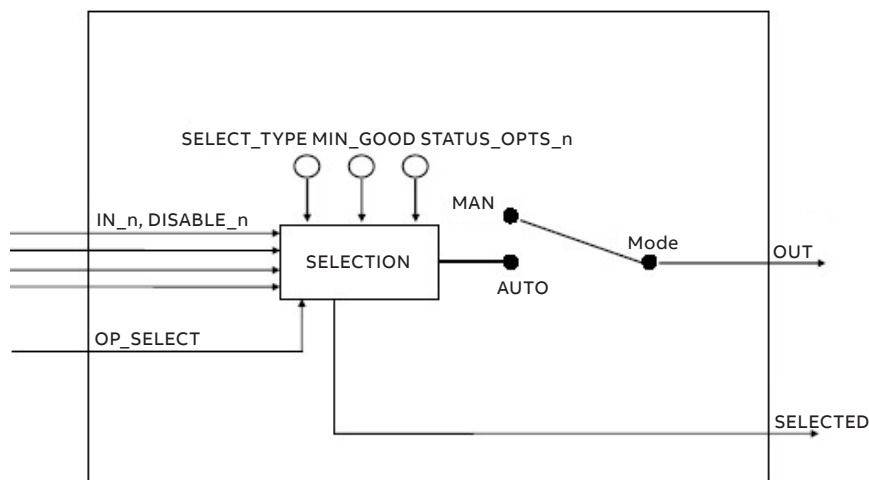 SELECT_TYPE MIN_GOOD STATUS_OPTS_n
MAN
IN_n, DISABLE_n
Mode
OUT
SELECTION
AUTO
OP_SELECT
SELECTED